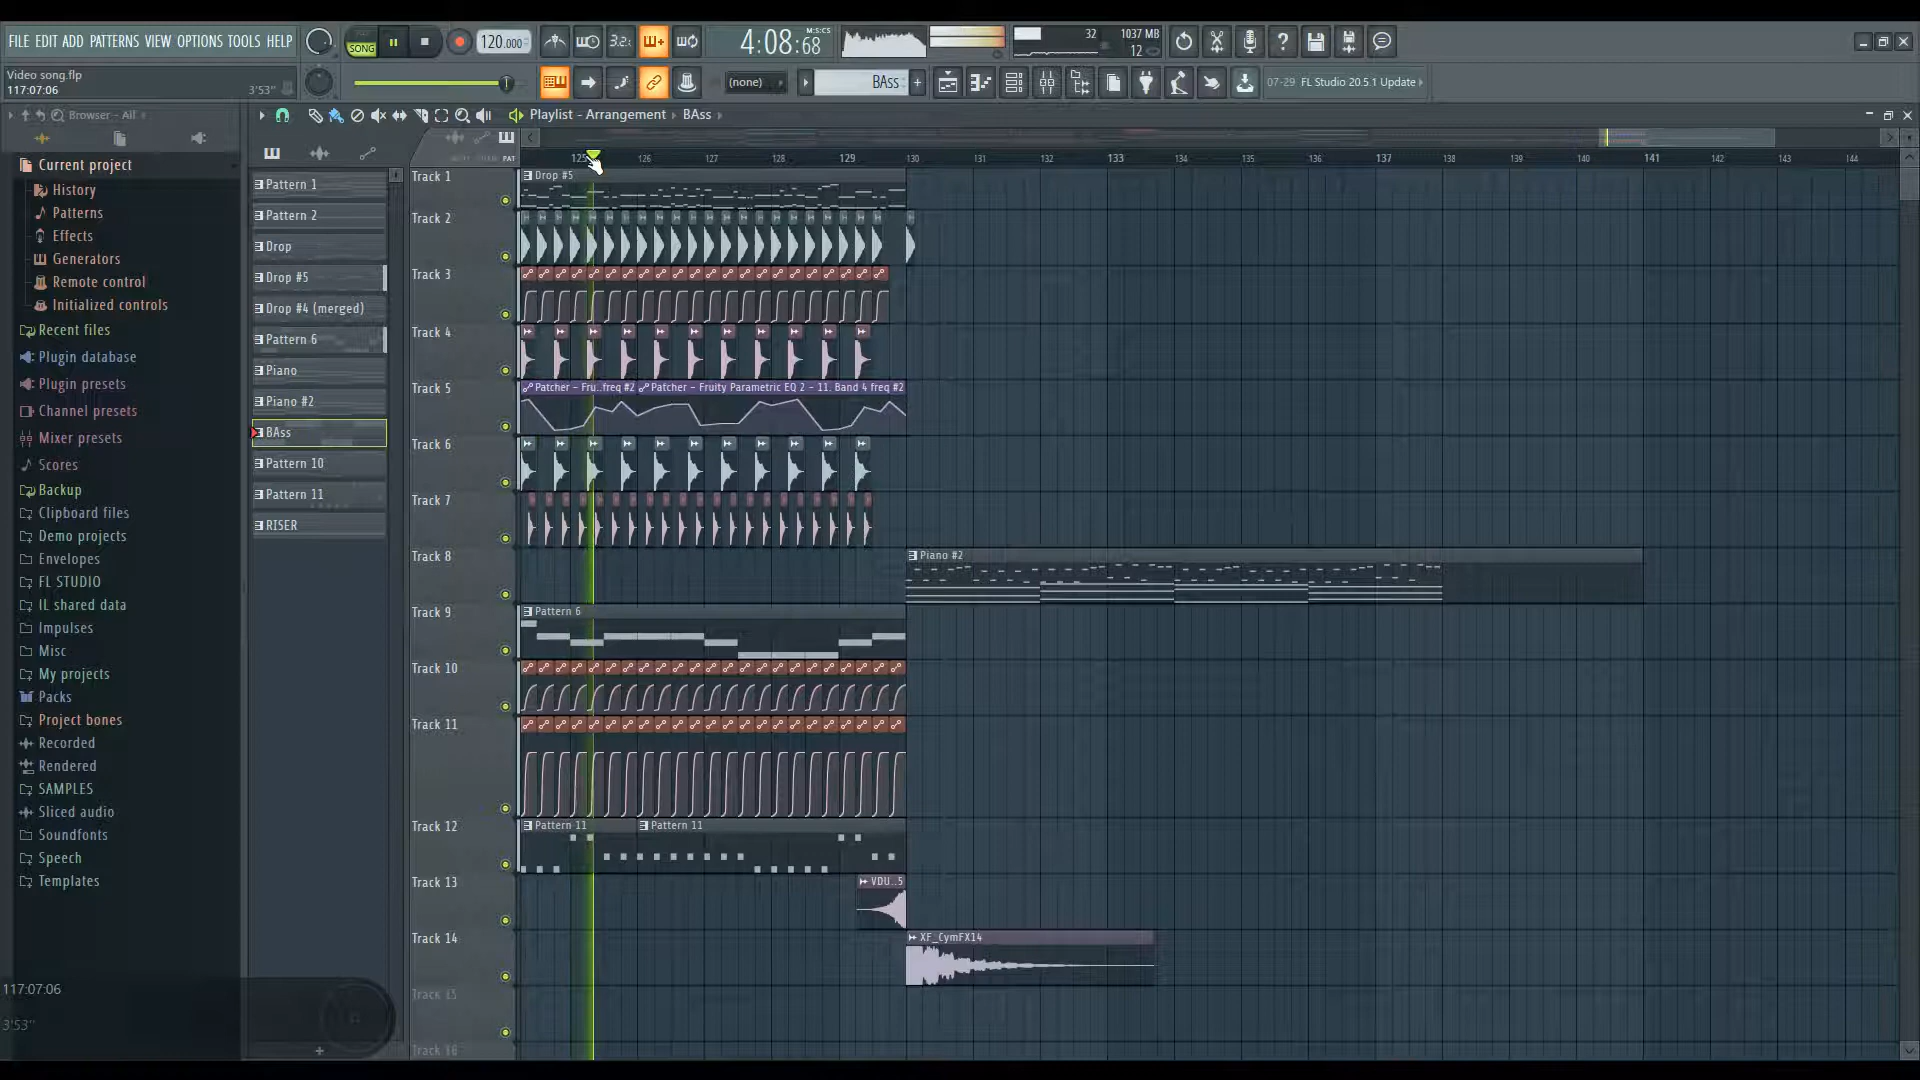 FILE EDIT ADD PATTERNS VIEW OPTIONS TOOLS HELP
SONG
120.000
3.2:
4:08:68
M:S:CS
32
1037 MB
12
Video song.flp
117:07:06
3'53"
(none)
BAss
07-29 FL Studio 20.5.1 Update
Browser - All
Playlist - Arrangement › BAss ›
PAT
125 126 127 128 129 130 131 132 133 134 135 136 137 138 139 140 141 142 143 144
Current project
History
Patterns
Effects
Generators
Remote control
Initialized controls
Recent files
Plugin database
Plugin presets
Channel presets
Mixer presets
Scores
Backup
Clipboard files
Demo projects
Envelopes
FL STUDIO
IL shared data
Impulses
Misc
My projects
Packs
Project bones
Recorded
Rendered
SAMPLES
Sliced audio
Soundfonts
Speech
Templates
117:07:06
3'53"
Pattern 1
Pattern 2
Drop
Drop #5
Drop #4 (merged)
Pattern 6
Piano
Piano #2
BAss
Pattern 10
Pattern 11
RISER
Track 1
Drop #5
Track 2
Track 3
Track 4
Track 5
Patcher - Fru..freq #2
Patcher - Fruity Parametric EQ 2 - 11. Band 4 freq #2
Track 6
Track 7
Track 8
Piano #2
Track 9
Pattern 6
Track 10
Track 11
Track 12
Pattern 11
Pattern 11
Track 13
VDU..5
Track 14
XF_CymFX14
Track 15
Track 16